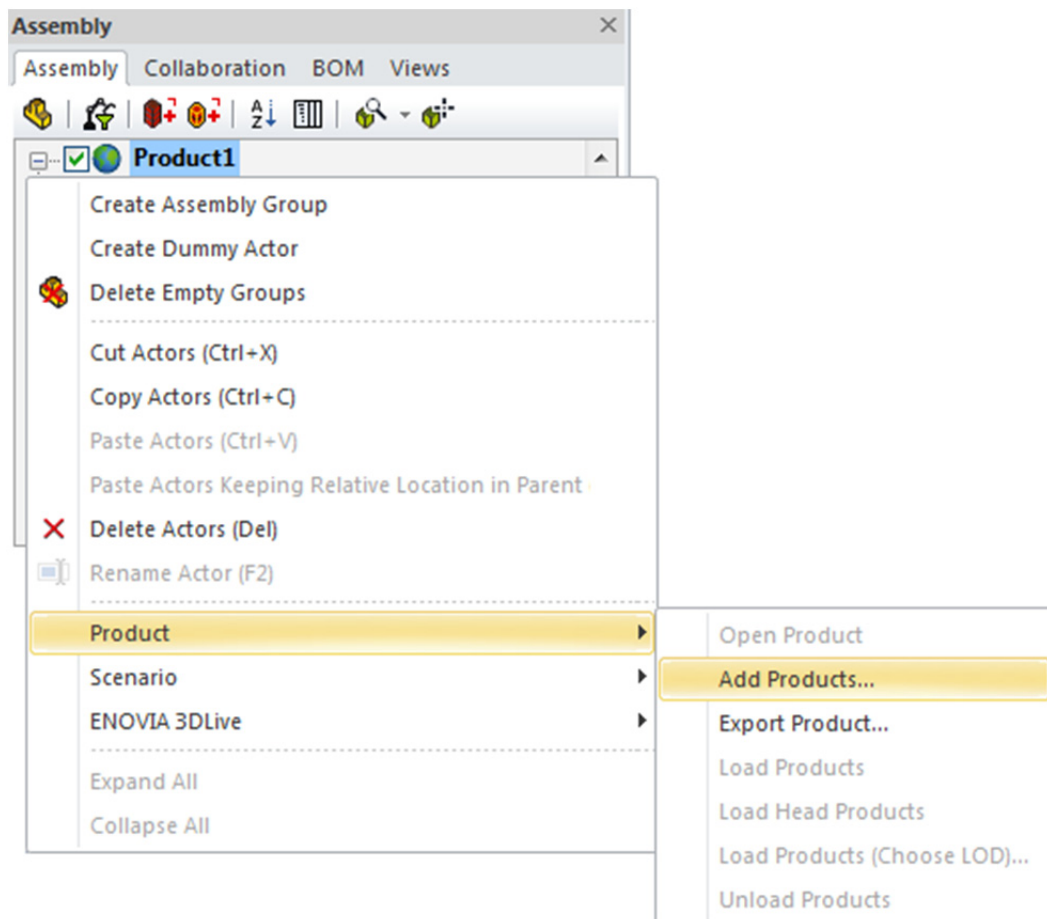 Assembly
Assembly Collaboration BOM Views
Product1
Create Assembly Group
Create Dummy Actor
Delete Empty Groups
Cut Actors (Ctrl+X)
Copy Actors (Ctrl+C)
Paste Actors (Ctrl+V)
Paste Actors Keeping Relative Location in Parent
Delete Actors (Del)
Rename Actor (F2)
Product
Scenario
ENOVIA 3DLive
Expand All
Collapse All
Open Product
Add Products...
Export Product...
Load Products
Load Head Products
Load Products (Choose LOD)...
Unload Products